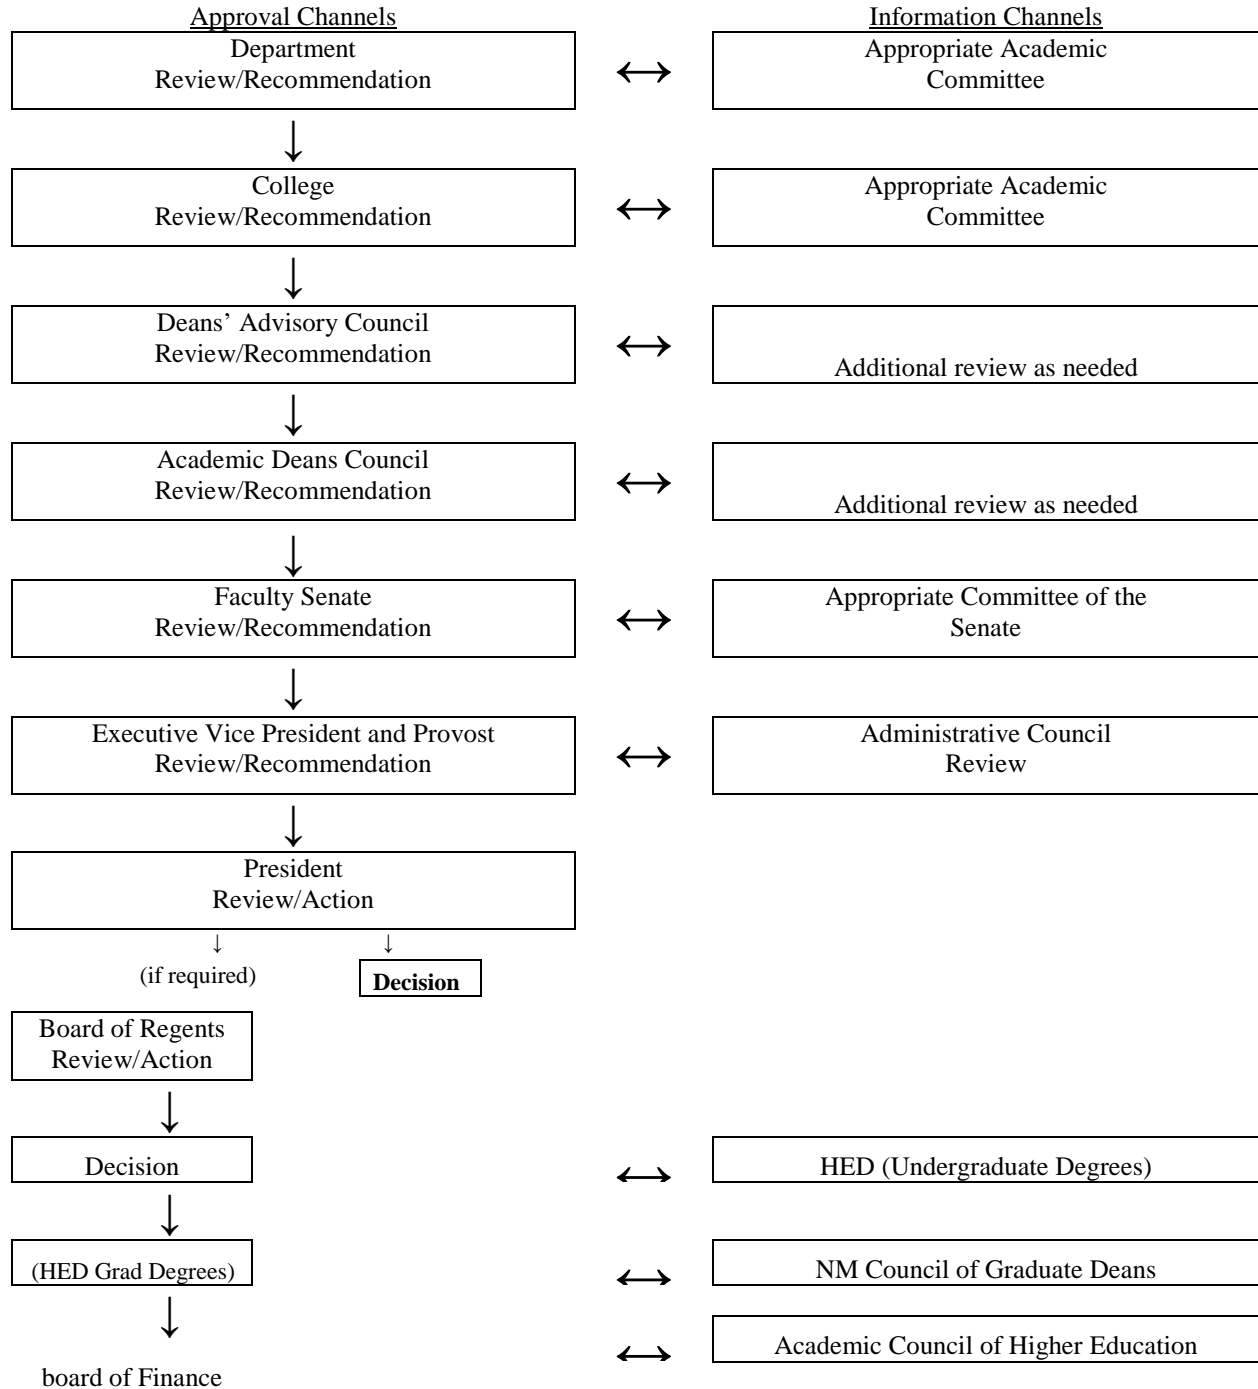 Approval Channels
Information Channels
Department
Review/Recommendation
Appropriate Academic
Committee
College
Review/Recommendation
Appropriate Academic
Committee
Deans’ Advisory Council
Review/Recommendation
Additional review as needed
Academic Deans Council
Review/Recommendation
Additional review as needed
Faculty Senate
Review/Recommendation
Appropriate Committee of the
Senate
Executive Vice President and Provost
Review/Recommendation
Administrative Council
Review
President
Review/Action
(if required)
Decision
Board of Regents
Review/Action
Decision
HED (Undergraduate Degrees)
(HED Grad Degrees)
NM Council of Graduate Deans
Academic Council of Higher Education
board of Finance